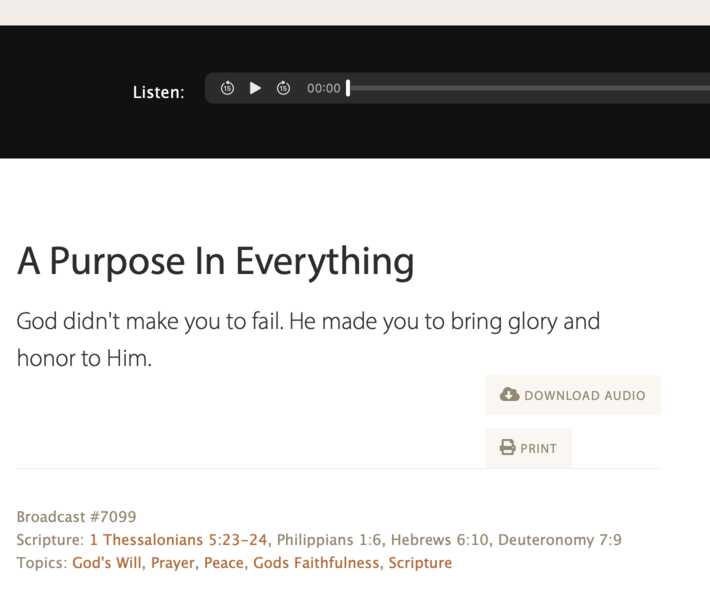 Listen:
15
15
00:00
A Purpose In Everything
God didn't make you to fail. He made you to bring glory and
honor to Him.
DOWNLOAD AUDIO
PRINT
Broadcast #7099
Scripture: 1 Thessalonians 5:23–24, Philippians 1:6, Hebrews 6:10, Deuteronomy 7:9
Topics: God's Will, Prayer, Peace, Gods Faithfulness, Scripture